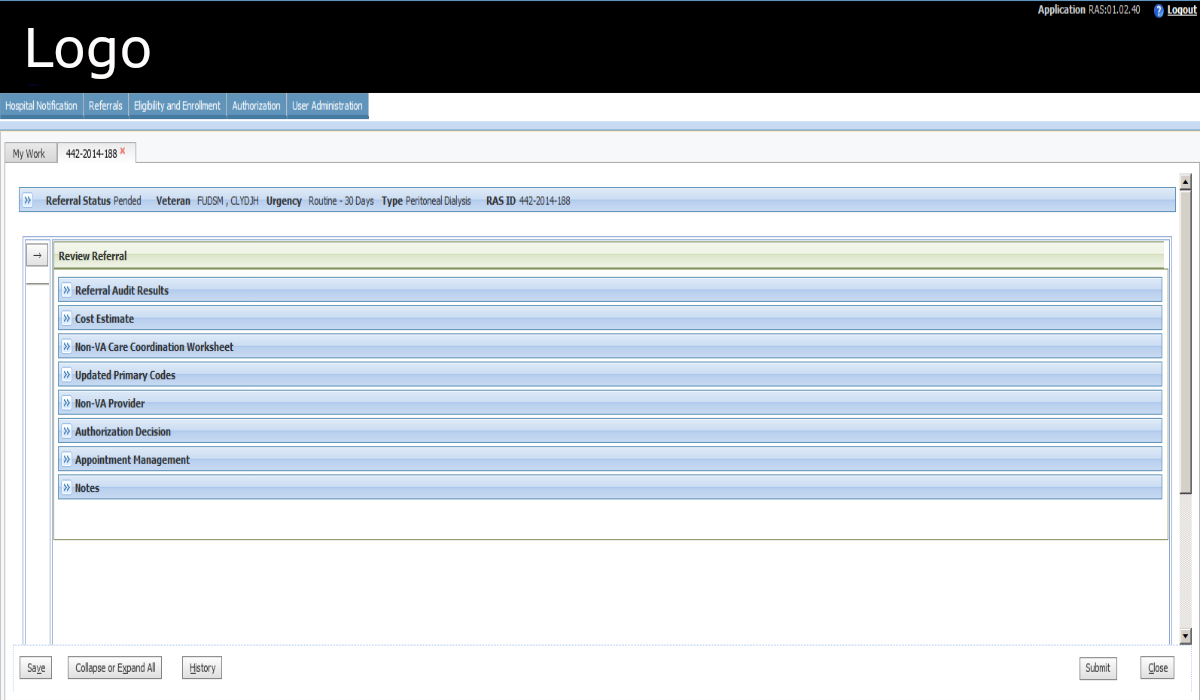 Application RAS:01.02.40 ? Logout
Logo
Hospital Notification Referrals Eligibility and Enrollment Authorization User Administration
My Work 442-2014-188 x
Referral Status Pended Veteran FUDSM , CLYDJH Urgency Routine - 30 Days Type Peritoneal Dialysis RAS ID 442-2014-188
→ Review Referral
» Referral Audit Results
» Cost Estimate
» Non-VA Care Coordination Worksheet
» Updated Primary Codes
» Non-VA Provider
» Authorization Decision
» Appointment Management
» Notes
Save Collapse or Expand All History Submit Close